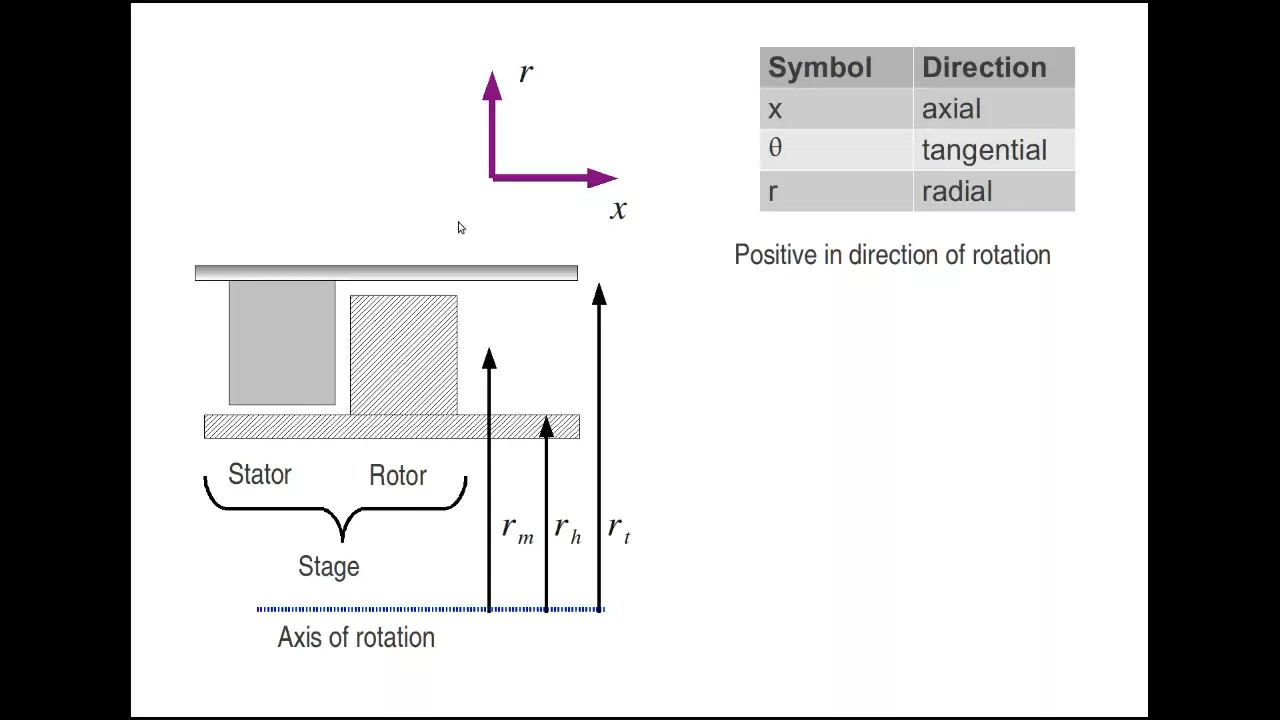 r
x
Symbol Direction
x axial
θ tangential
r radial
Positive in direction of rotation
Stator Rotor
Stage
r_m r_h r_t
Axis of rotation